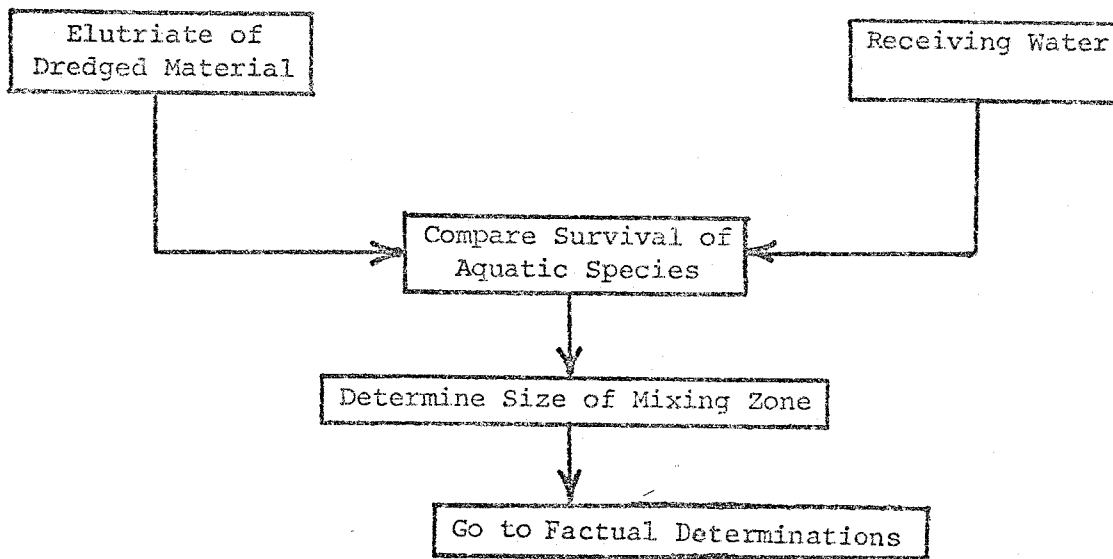 Elutriate of
Dredged Material
Receiving Water
Compare Survival of
Aquatic Species
Determine Size of Mixing Zone
Go to Factual Determinations